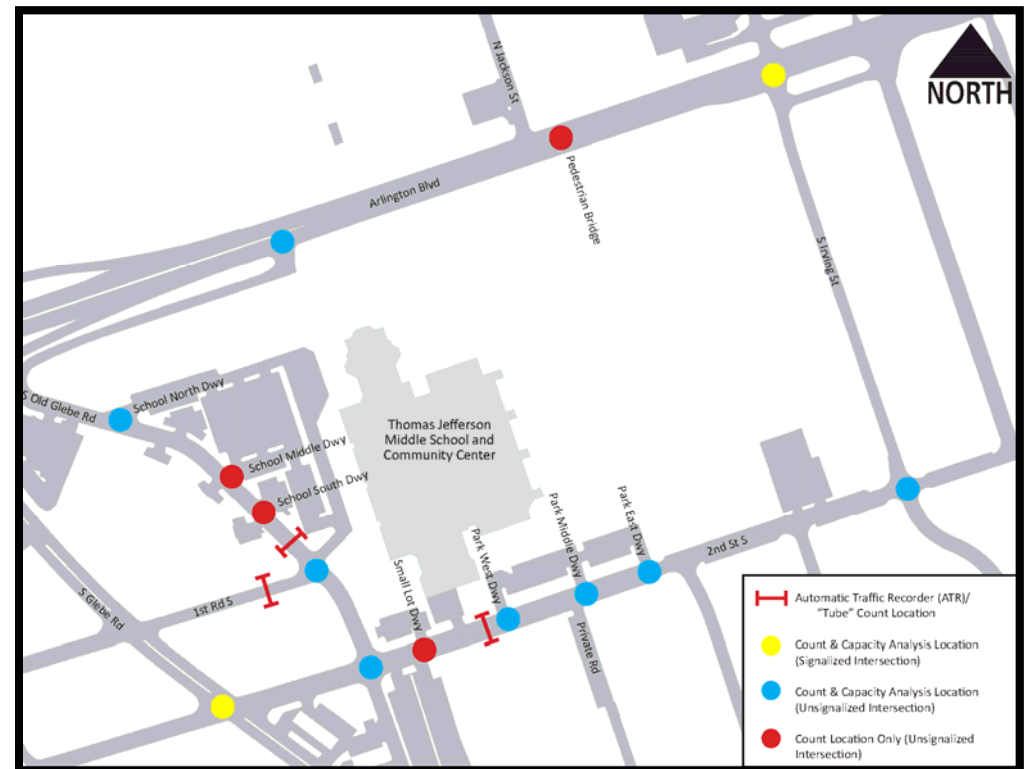 N Jackson St
NORTH
Pedestrian Bridge
Arlington Blvd
S Irving St
S Old Glebe Rd
School North Dwy
Thomas Jefferson
Middle School and
Community Center
School Middle Dwy
School South Dwy
Park West Dwy
Park Middle Dwy
Park East Dwy
2nd St S
Small Lot Dwy
1st Rd S
S Glebe Rd
Private Rd
Automatic Traffic Recorder (ATR)/
"Tube" Count Location
Count & Capacity Analysis Location
(Signalized Intersection)
Count & Capacity Analysis Location
(Unsignalized Intersection)
Count Location Only (Unsignalized
Intersection)